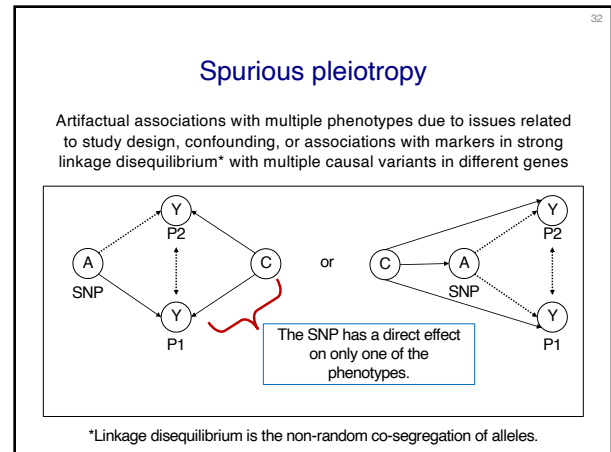 32
Spurious pleiotropy
Artifactual associations with multiple phenotypes due to issues related
to study design, confounding, or associations with markers in strong
linkage disequilibrium* with multiple causal variants in different genes
Y
P2
A
SNP
C
Y
P1
or
C
A
SNP
Y
P2
Y
P1
The SNP has a direct effect
on only one of the
phenotypes.
*Linkage disequilibrium is the non-random co-segregation of alleles.